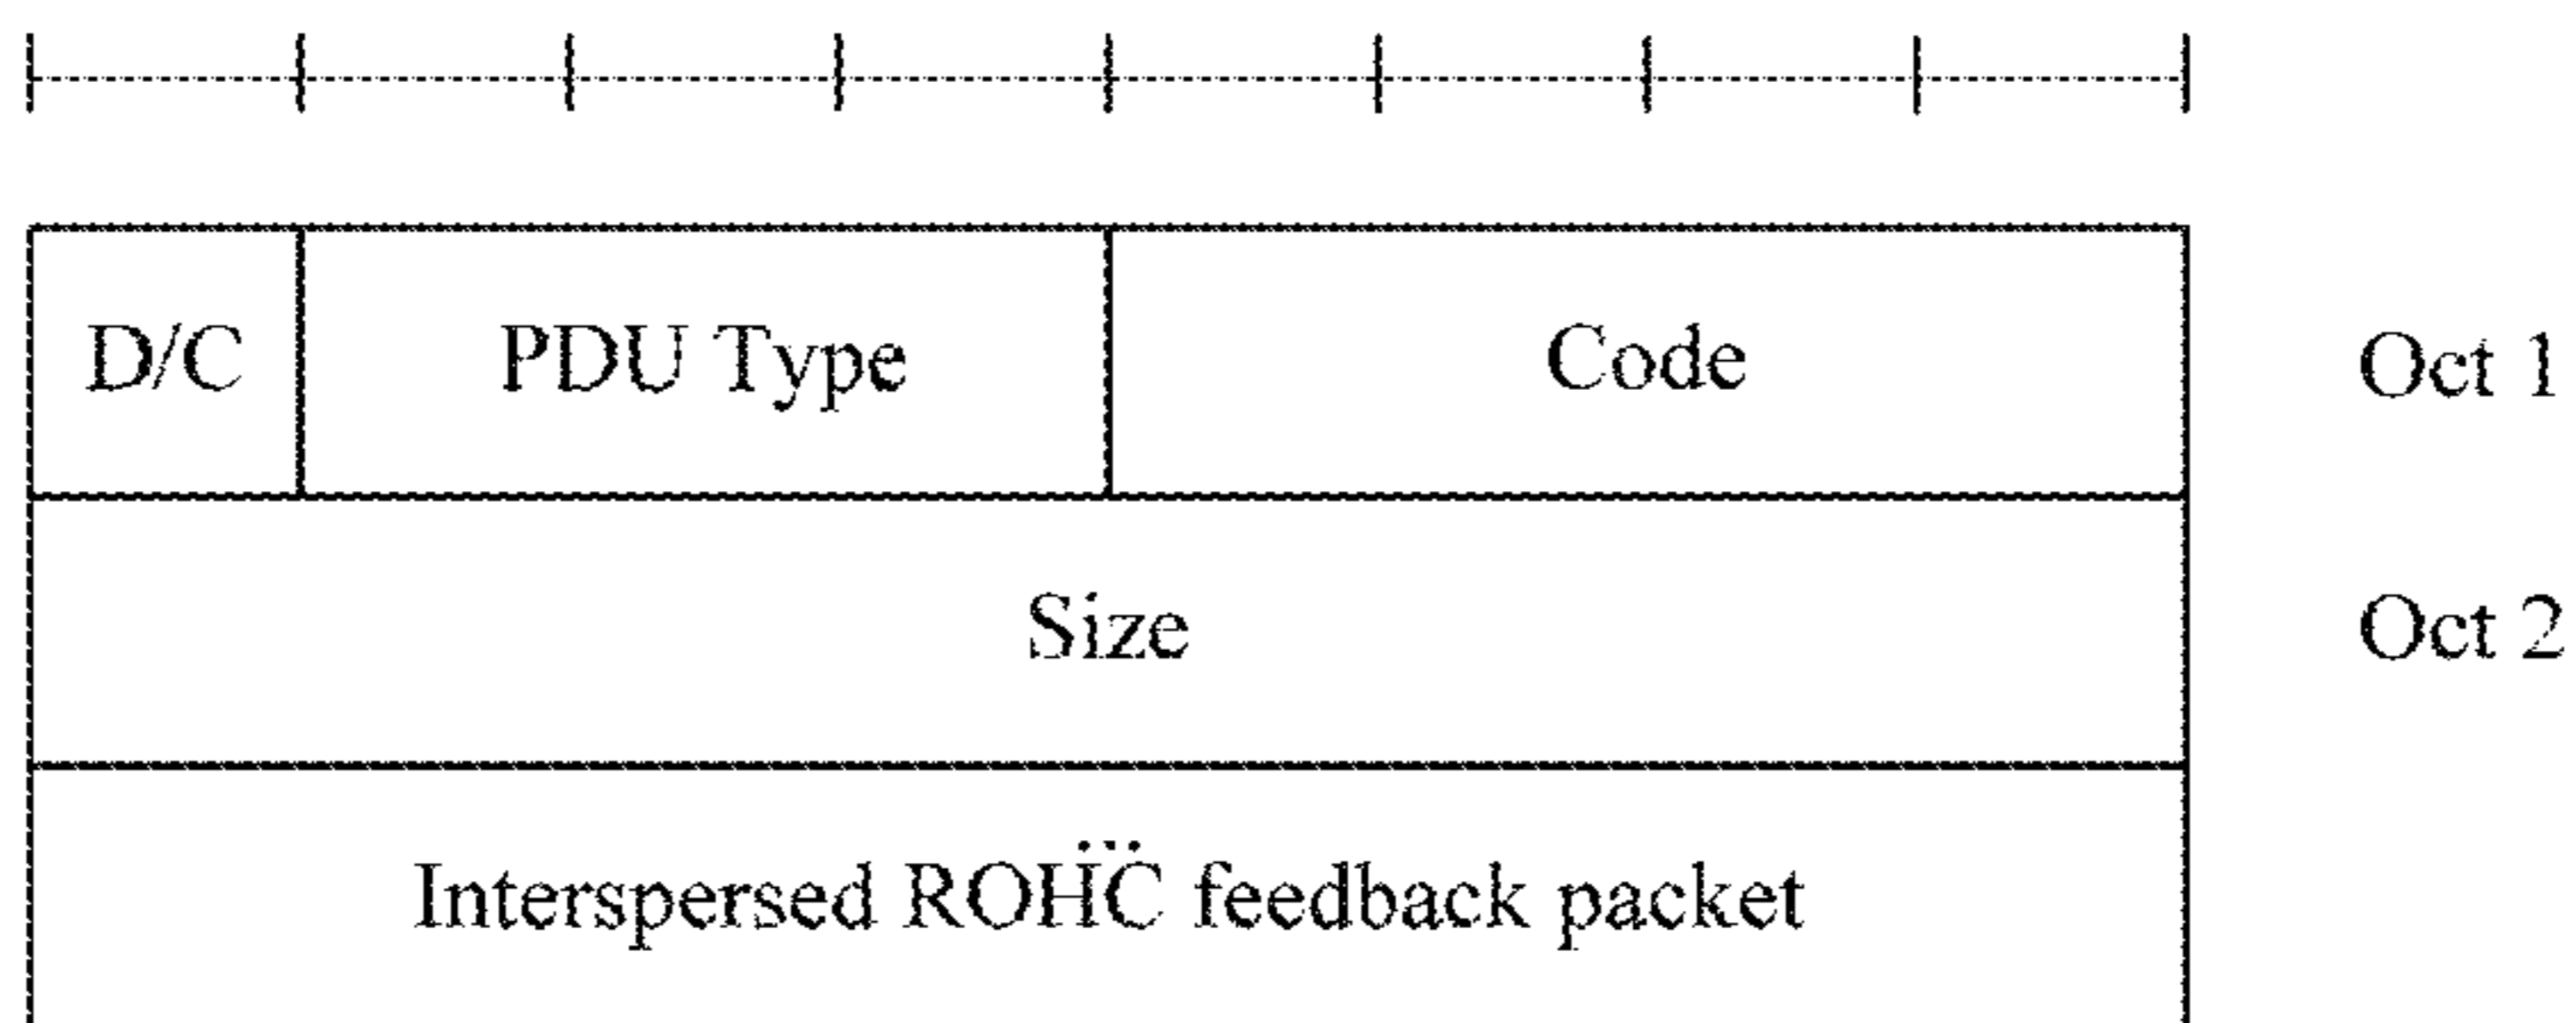 D/C PDU Type Code Oct 1
Size Oct 2
...
Interspersed ROHC feedback packet